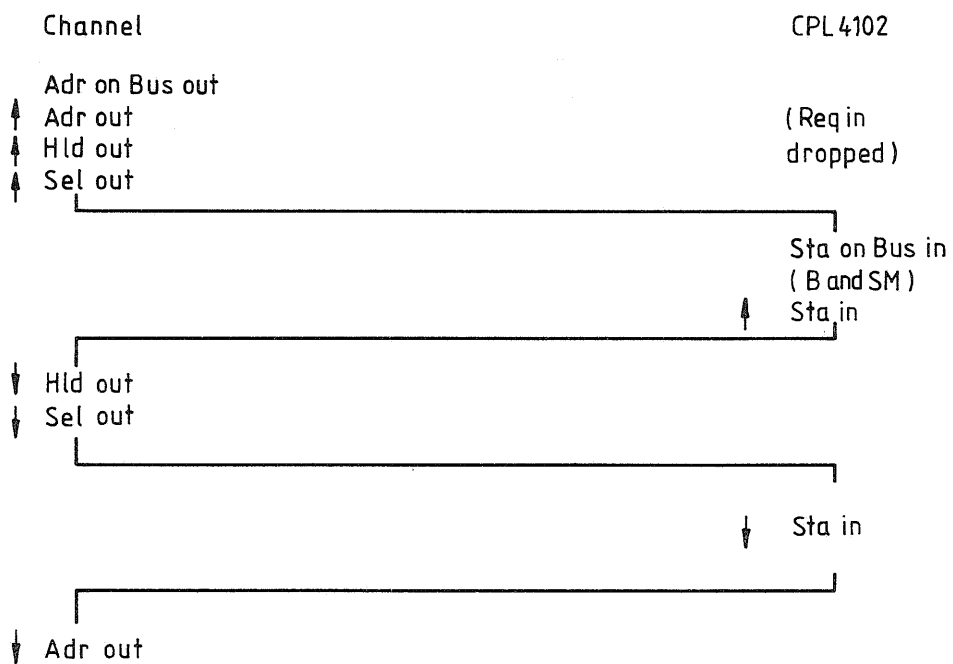 Channel
CPL 4102
Adr on Bus out
Adr out
Hld out
Sel out
(Req in
dropped)
Sta on Bus in
(B and SM)
Sta in
Hld out
Sel out
Sta in
Adr out